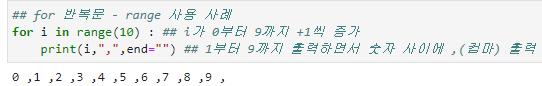 ## for 반복문 - range 사용 사례
for i in range(10) : ## i가 0부터 9까지 +1씩 증가
    print(i,",",end="") ## 1부터 9까지 출력하면서 숫자 사이에 ,(컴마) 출력
0 ,1 ,2 ,3 ,4 ,5 ,6 ,7 ,8 ,9 ,